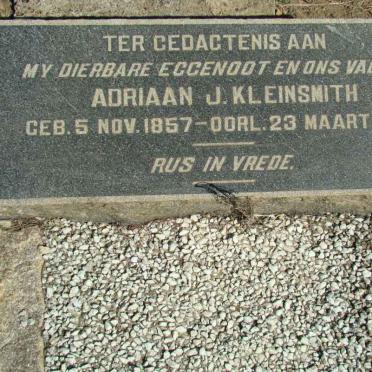 TER GEDACTENIS AAN
MY DIERBARE EGGENOOT EN ONS VA
ADRIAAN J. KLEINSMITH
GEB. 5 NOV. 1857–OORL. 23 MAART
RUS IN VREDE.